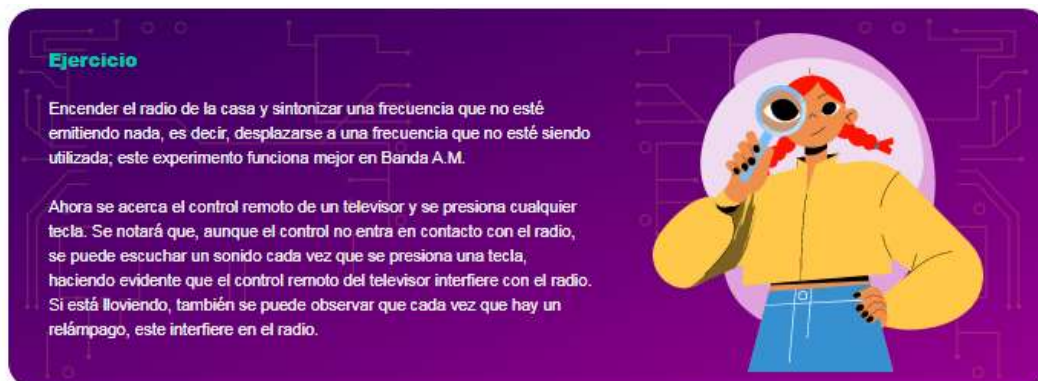 Ejercicio
Encender el radio de la casa y sintonizar una frecuencia que no esté
emitiendo nada, es decir, desplazarse a una frecuencia que no esté siendo
utilizada; este experimento funciona mejor en Banda A.M.
Ahora se acerca el control remoto de un televisor y se presiona cualquier
tecla. Se notará que, aunque el control no entra en contacto con el radio,
se puede escuchar un sonido cada vez que se presiona una tecla,
haciendo evidente que el control remoto del televisor interfiere con el radio.
Si está lloviendo, también se puede observar que cada vez que hay un
relámpago, este interfiere en el radio.